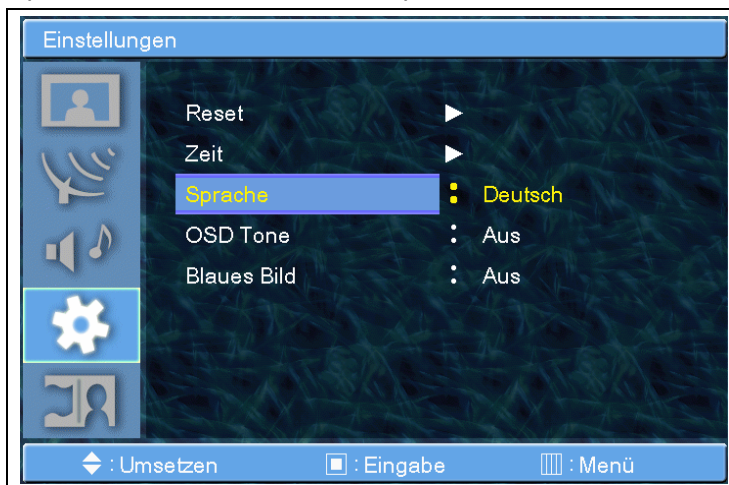 Einstellungen
Reset
Zeit
Sprache : Deutsch
OSD Tone : Aus
Blaues Bild : Aus
: Umsetzen : Eingabe : Menü